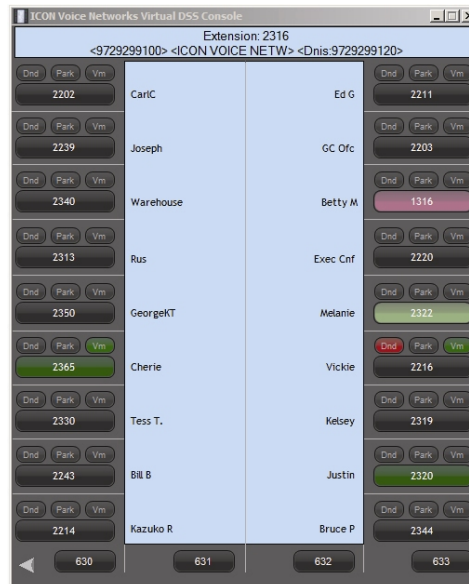 ICON Voice Networks Virtual DSS Console
Extension: 2316
<9729299100> <ICON VOICE NETW> <Dnis:9729299120>
Dnd Park Vm Dnd Park Vm
2202 CarlC Ed G 2211
Dnd Park Vm Dnd Park Vm
2239 Joseph GC Ofc 2203
Dnd Park Vm Dnd Park Vm
2340 Warehouse Betty M 1316
Dnd Park Vm Dnd Park Vm
2313 Rus Exec Cnf 2220
Dnd Park Vm Dnd Park Vm
2350 GeorgeKT Melanie 2322
Dnd Park Vm Dnd Park Vm
2365 Cherie Vickie 2216
Dnd Park Vm Dnd Park Vm
2330 Tess T. Kelsey 2319
Dnd Park Vm Dnd Park Vm
2243 Bill B Justin 2320
Dnd Park Vm Dnd Park Vm
2214 Kazuko R Bruce P 2344
630 631 632 633